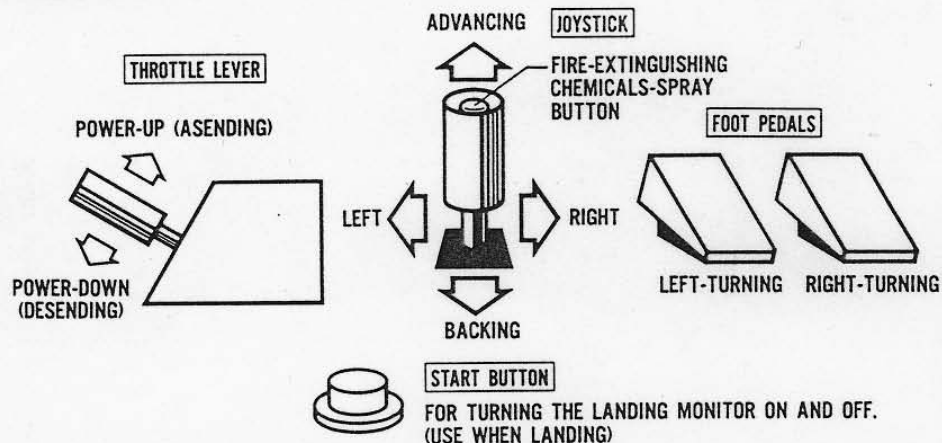 ADVANCING
JOYSTICK
THROTTLE LEVER
FIRE-EXTINGUISHING
CHEMICALS-SPRAY
BUTTON
POWER-UP (ASENDING)
FOOT PEDALS
LEFT
RIGHT
POWER-DOWN
(DESENDING)
LEFT-TURNING
RIGHT-TURNING
BACKING
START BUTTON
FOR TURNING THE LANDING MONITOR ON AND OFF.
(USE WHEN LANDING)